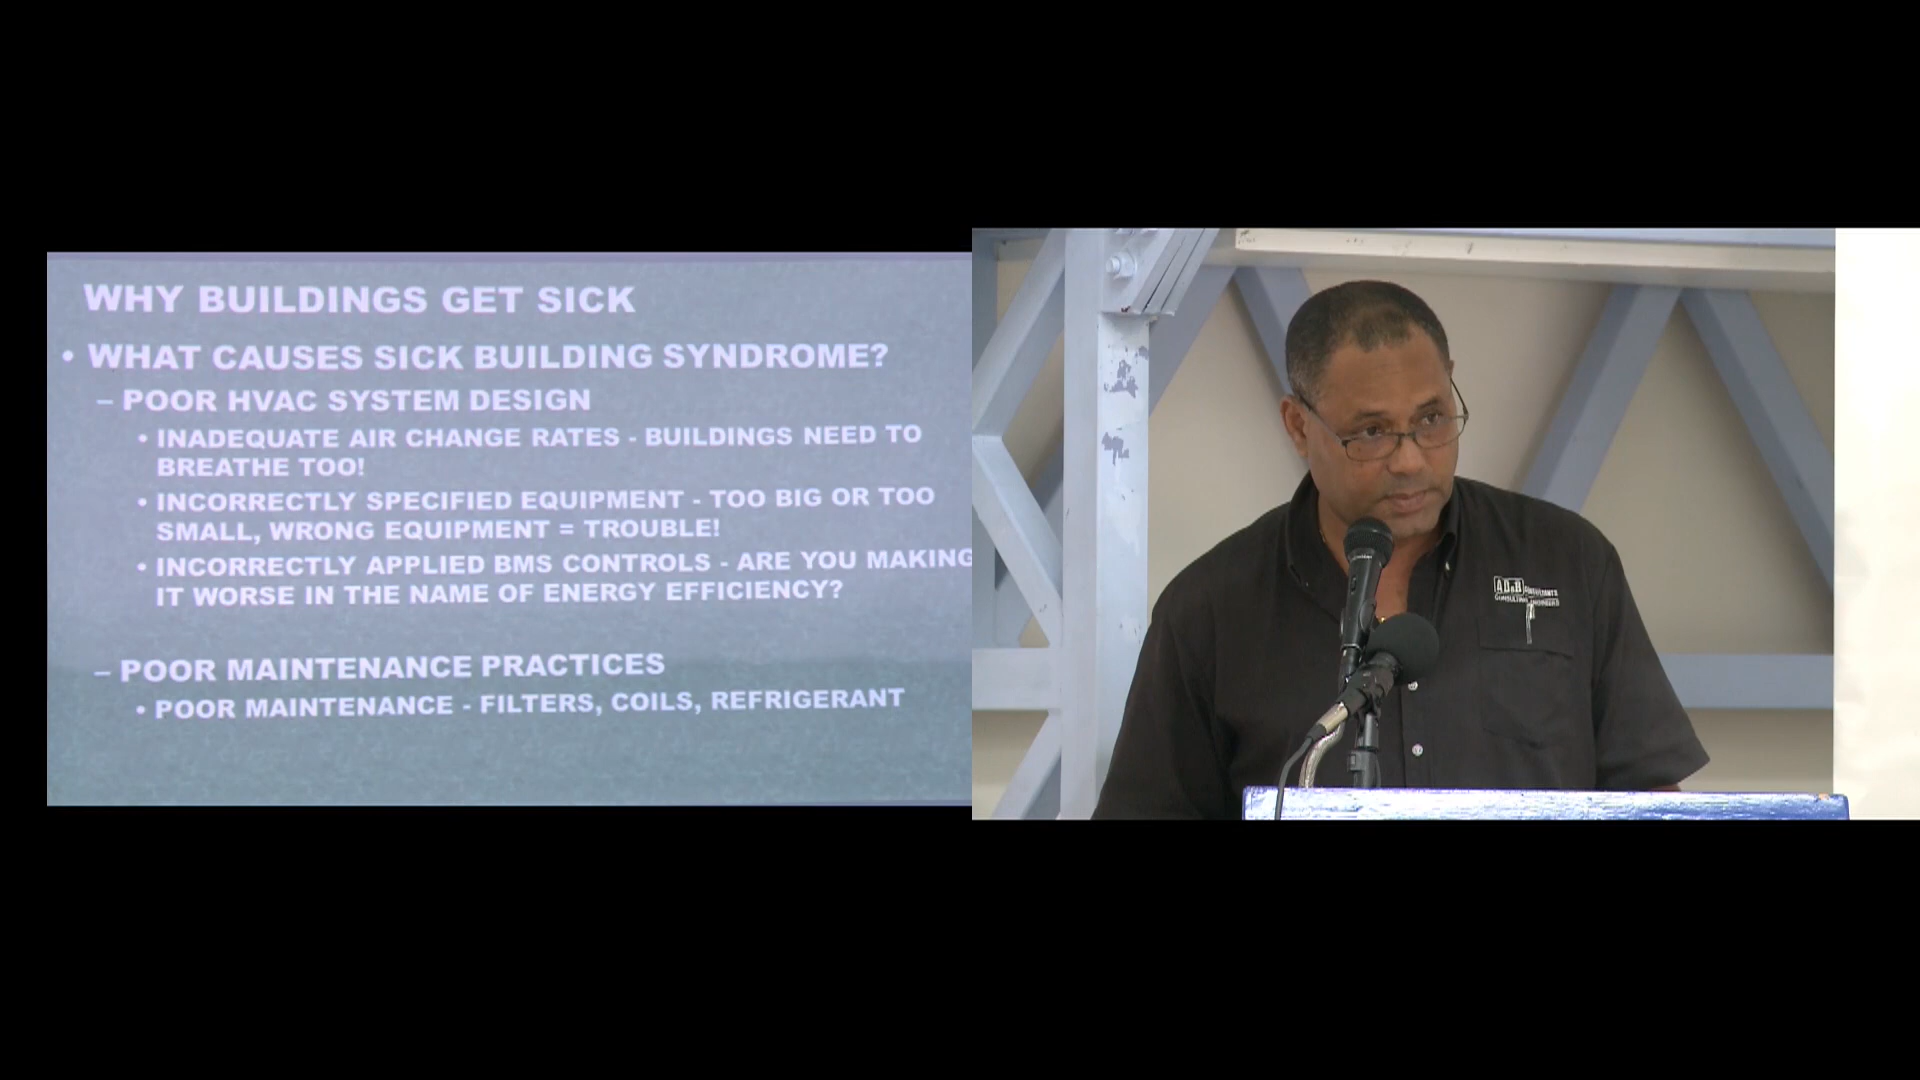 WHY BUILDINGS GET SICK
• WHAT CAUSES SICK BUILDING SYNDROME?
– POOR HVAC SYSTEM DESIGN
• INADEQUATE AIR CHANGE RATES - BUILDINGS NEED TO
BREATHE TOO!
• INCORRECTLY SPECIFIED EQUIPMENT - TOO BIG OR TOO
SMALL, WRONG EQUIPMENT = TROUBLE!
• INCORRECTLY APPLIED BMS CONTROLS - ARE YOU MAKING
IT WORSE IN THE NAME OF ENERGY EFFICIENCY?
– POOR MAINTENANCE PRACTICES
• POOR MAINTENANCE - FILTERS, COILS, REFRIGERANT
CONSULTING ENGINEERS